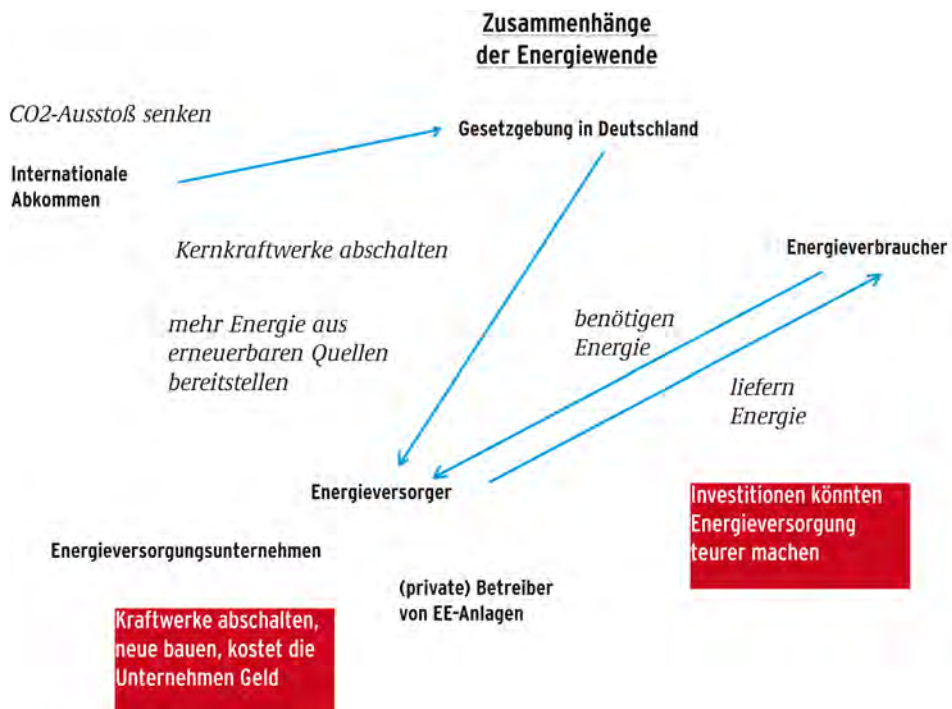 Zusammenhänge
der Energiewende
CO2-Ausstoß senken
Gesetzgebung in Deutschland
Internationale
Abkommen
Kernkraftwerke abschalten
Energieverbraucher
mehr Energie aus
erneuerbaren Quellen
bereitstellen
benötigen
Energie
liefern
Energie
Energieversorger
Investitionen könnten
Energieversorgung
teurer machen
Energieversorgungsunternehmen
(private) Betreiber
von EE-Anlagen
Kraftwerke abschalten,
neue bauen, kostet die
Unternehmen Geld